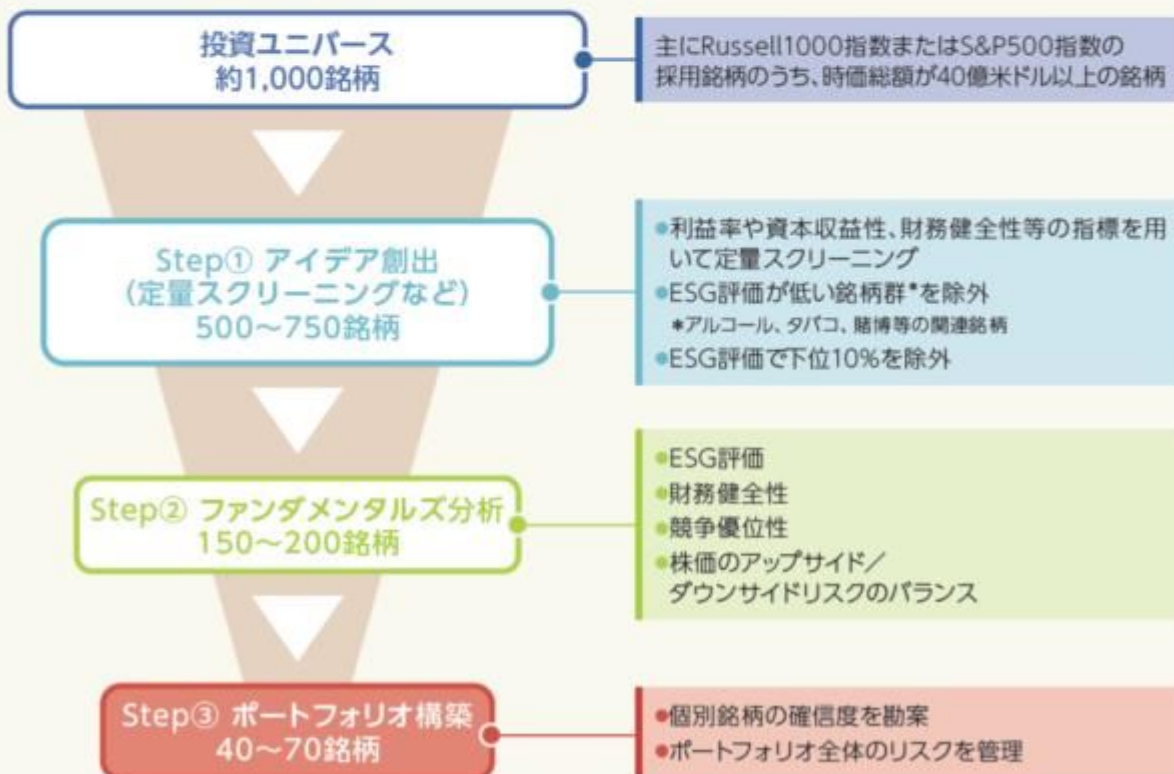 投資ユニバース
約1,000銘柄
主にRussell1000指数またはS&P500指数の
採用銘柄のうち、時価総額が40億米ドル以上の銘柄
Step① アイデア創出
(定量スクリーニングなど)
500～750銘柄
●利益率や資本収益性、財務健全性等の指標を用
いて定量スクリーニング
●ESG評価が低い銘柄群*を除外
*アルコール、タバコ、賭博等の関連銘柄
●ESG評価で下位10%を除外
Step② ファンダメンタルズ分析
150～200銘柄
●ESG評価
●財務健全性
●競争優位性
●株価のアップサイド／
ダウンサイドリスクのバランス
Step③ ポートフォリオ構築
40～70銘柄
●個別銘柄の確信度を勘案
●ポートフォリオ全体のリスクを管理